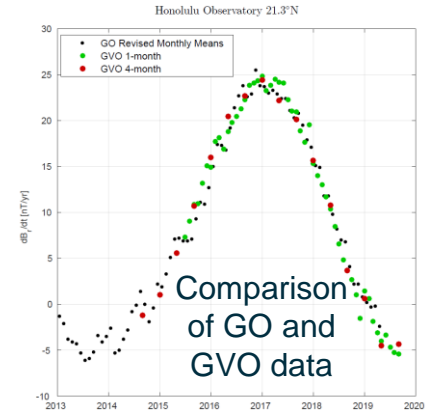 Honolulu Observatory 21.3°N
GO Revised Monthly Means
GVO 1-month
GVO 4-month
30
25
20
15
10
5
0
-5
-10
dB_r/dt [nT/yr]
Comparison
of GO and
GVO data
2013 2014 2015 2016 2017 2018 2019 2020